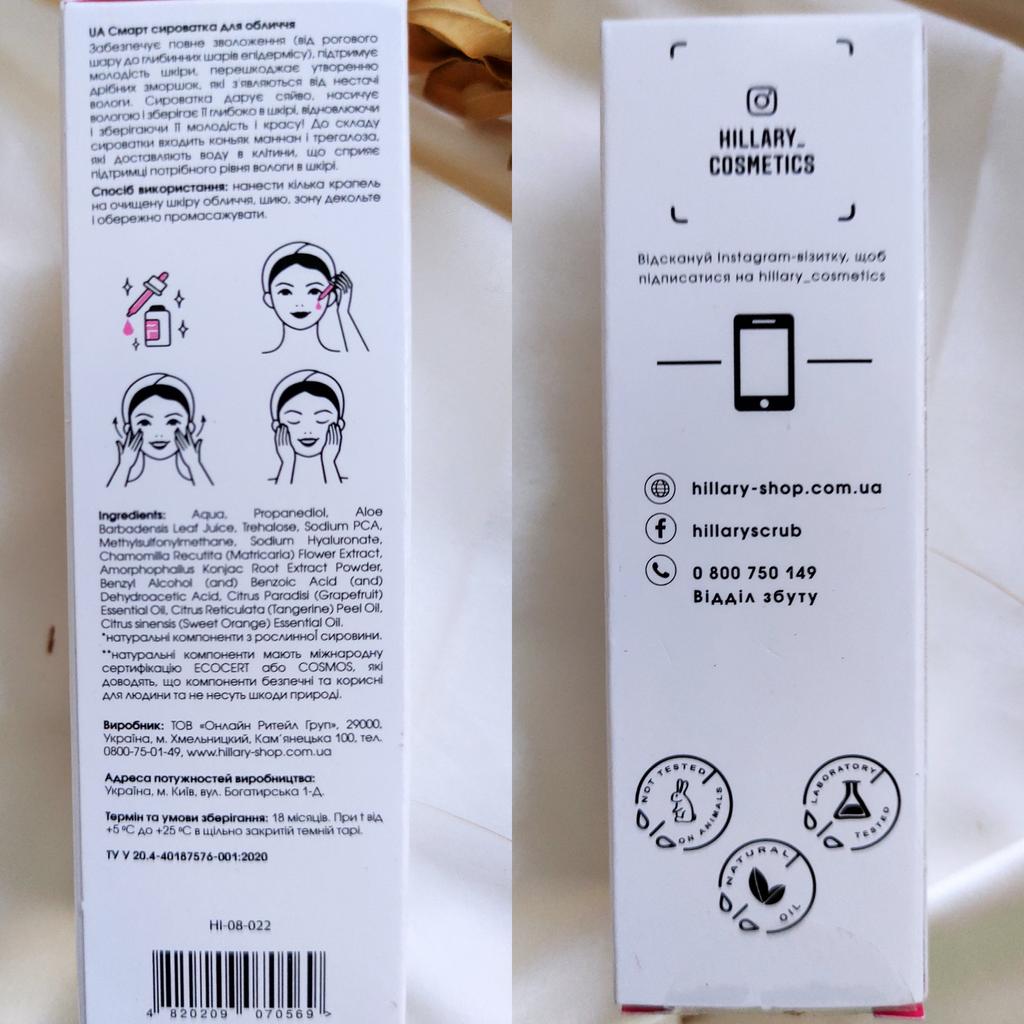 UA Смарт сироватка для обличчя
Забезпечує повне зволоження (від рогового
шару до глибинних шарів епідермісу), підтримує
молодість шкіри, перешкоджає утворенню
дрібних зморшок, які з'являються від нестачі
вологи. Сироватка дарує сяйво, насичує
вологою і зберігає її глибоко в шкірі, відновлюючи
і зберігаючи її молодість і красу! До складу
сироватки входить коньяк маннан і трегалоза,
які доставляють воду в клітини, що сприяє
підтримці потрібного рівня вологи в шкірі.
Спосіб використання: нанести кілька крапель
на очищену шкіру обличчя, шию, зону декольте
і обережно промасажувати.
Ingredients: Aqua, Propanediol, Aloe
Barbadensis Leaf Juice, Trehalose, Sodium PCA,
Methylsulfonylmethane, Sodium Hyaluronate,
Chamomilla Recutita (Matricaria) Flower Extract,
Amorphophallus Konjac Root Extract Powder,
Benzyl Alcohol (and) Benzoic Acid (and)
Dehydroacetic Acid, Citrus Paradisi (Grapefruit)
Essential Oil, Citrus Reticulata (Tangerine) Peel Oil,
Citrus sinensis (Sweet Orange) Essential Oil.
*натуральні компоненти з рослинної сировини.
**натуральні компоненти мають міжнародну
сертифікацію ECOCERT або COSMOS, які
доводять, що компоненти безпечні та корисні
для людини та не несуть шкоди природі.
Виробник: ТОВ «Онлайн Ритейл Груп», 29000,
Україна, м. Хмельницкий, Кам´янецька 100, тел.
0800-75-01-49, www.hillary-shop.com.ua
Адреса потужностей виробництва:
Україна, м. Київ, вул. Богатирська 1-Д.
Термін та умови зберігання: 18 місяців. При t від
+5 ºС до +25 ºС в щільно закритій темній тарі.
ТУ У 20.4-40187576-001:2020
HI-08-022
4 820209 070569 >
HILLARY_
COSMETICS
Відскануй Instagram-візитку, щоб
підписатися на hillary_cosmetics
hillary-shop.com.ua
hillaryscrub
0 800 750 149
Відділ збуту
NOT TESTED
ON ANIMALS
LABORATORY
TESTED
NATURAL
OIL